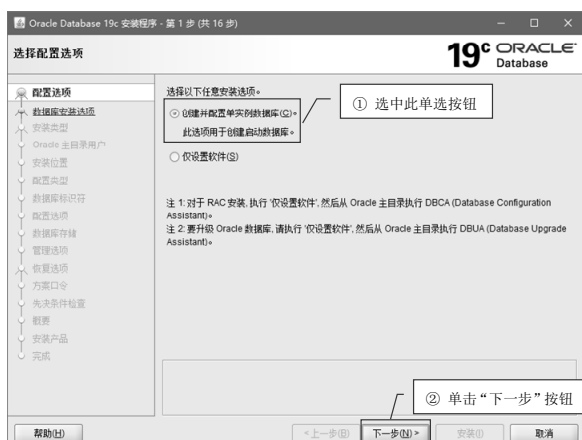 Oracle Database 19c 安装程序 - 第 1 步 (共 16 步)
选择配置选项
19c ORACLE
Database
配置选项
数据库安装选项
安装类型
Oracle 主目录用户
安装位置
配置类型
数据库标识符
配置选项
数据库存储
管理选项
恢复选项
方案口令
先决条件检查
概要
安装产品
完成
选择以下任意安装选项。
创建并配置单实例数据库(C)。
此选项用于创建启动数据库。
仅设置软件(S)
① 选中此单选按钮
注 1: 对于 RAC 安装, 执行 '仅设置软件', 然后从 Oracle 主目录执行 DBCA (Database Configuration
Assistant)。
注 2: 要升级 Oracle 数据库, 请执行 '仅设置软件', 然后从 Oracle 主目录执行 DBUA (Database Upgrade
Assistant)。
② 单击“下一步”按钮
帮助(H)
<上一步(B)
下一步(N) >
安装(I)
取消